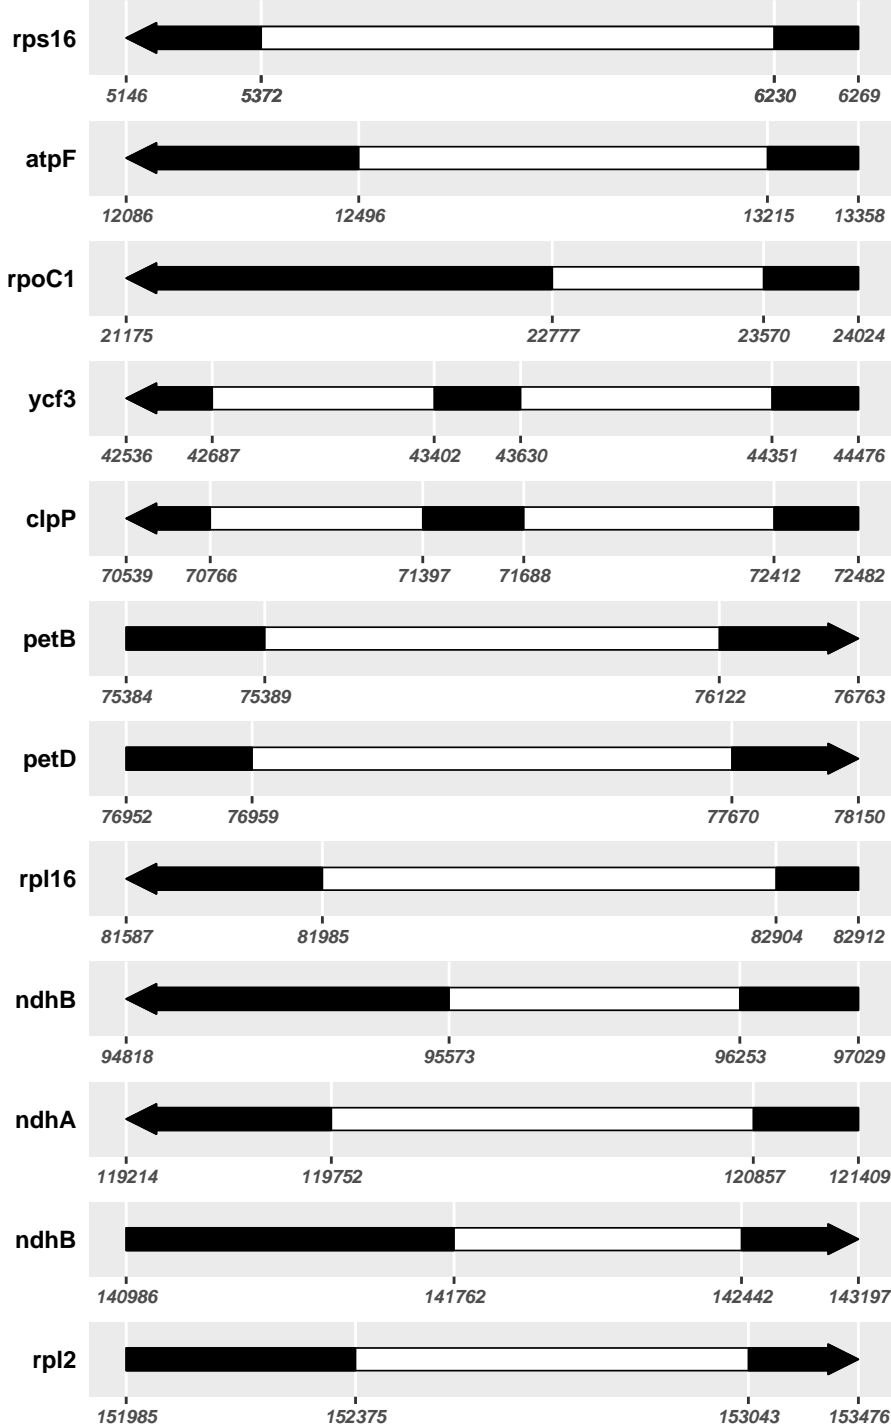 rps16
5146 5372 6230 6269
atpF
12086 12496 13215 13358
rpoC1
21175 22777 23570 24024
ycf3
42536 42687 43402 43630 44351 44476
clpP
70539 70766 71397 71688 72412 72482
petB
75384 75389 76122 76763
petD
76952 76959 77670 78150
rpl16
81587 81985 82904 82912
ndhB
94818 95573 96253 97029
ndhA
119214 119752 120857 121409
ndhB
140986 141762 142442 143197
rpl2
151985 152375 153043 153476